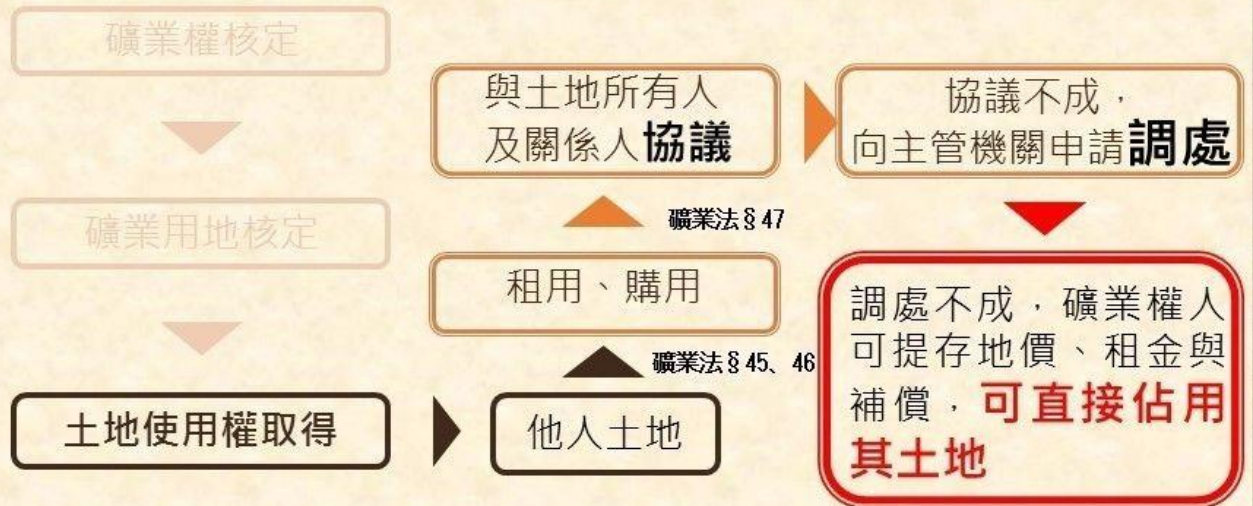 礦業權核定
礦業用地核定
土地使用權取得
他人土地
礦業法§45、46
租用、購用
礦業法§47
與土地所有人
及關係人協議
協議不成，
向主管機關申請調處
調處不成，礦業權人
可提存地價、租金與
補償，可直接佔用
其土地